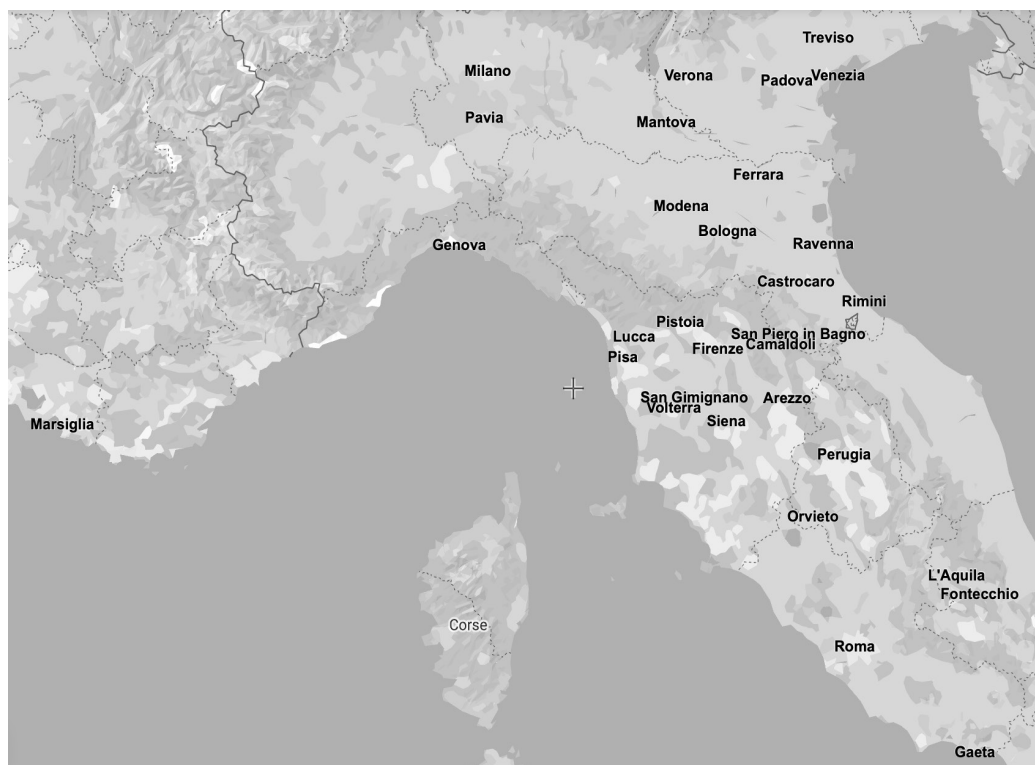 Treviso
Milano
Verona
Padova
Venezia
Pavia
Mantova
Ferrara
Modena
Bologna
Genova
Ravenna
Castrocaro
Rimini
Pistoia
Lucca
San Piero in Bagno
Firenze
Camaldoli
Pisa
San Gimignano
Arezzo
Volterra
Siena
Marsiglia
Perugia
Orvieto
L'Aquila
Fontecchio
Corse
Roma
Gaeta